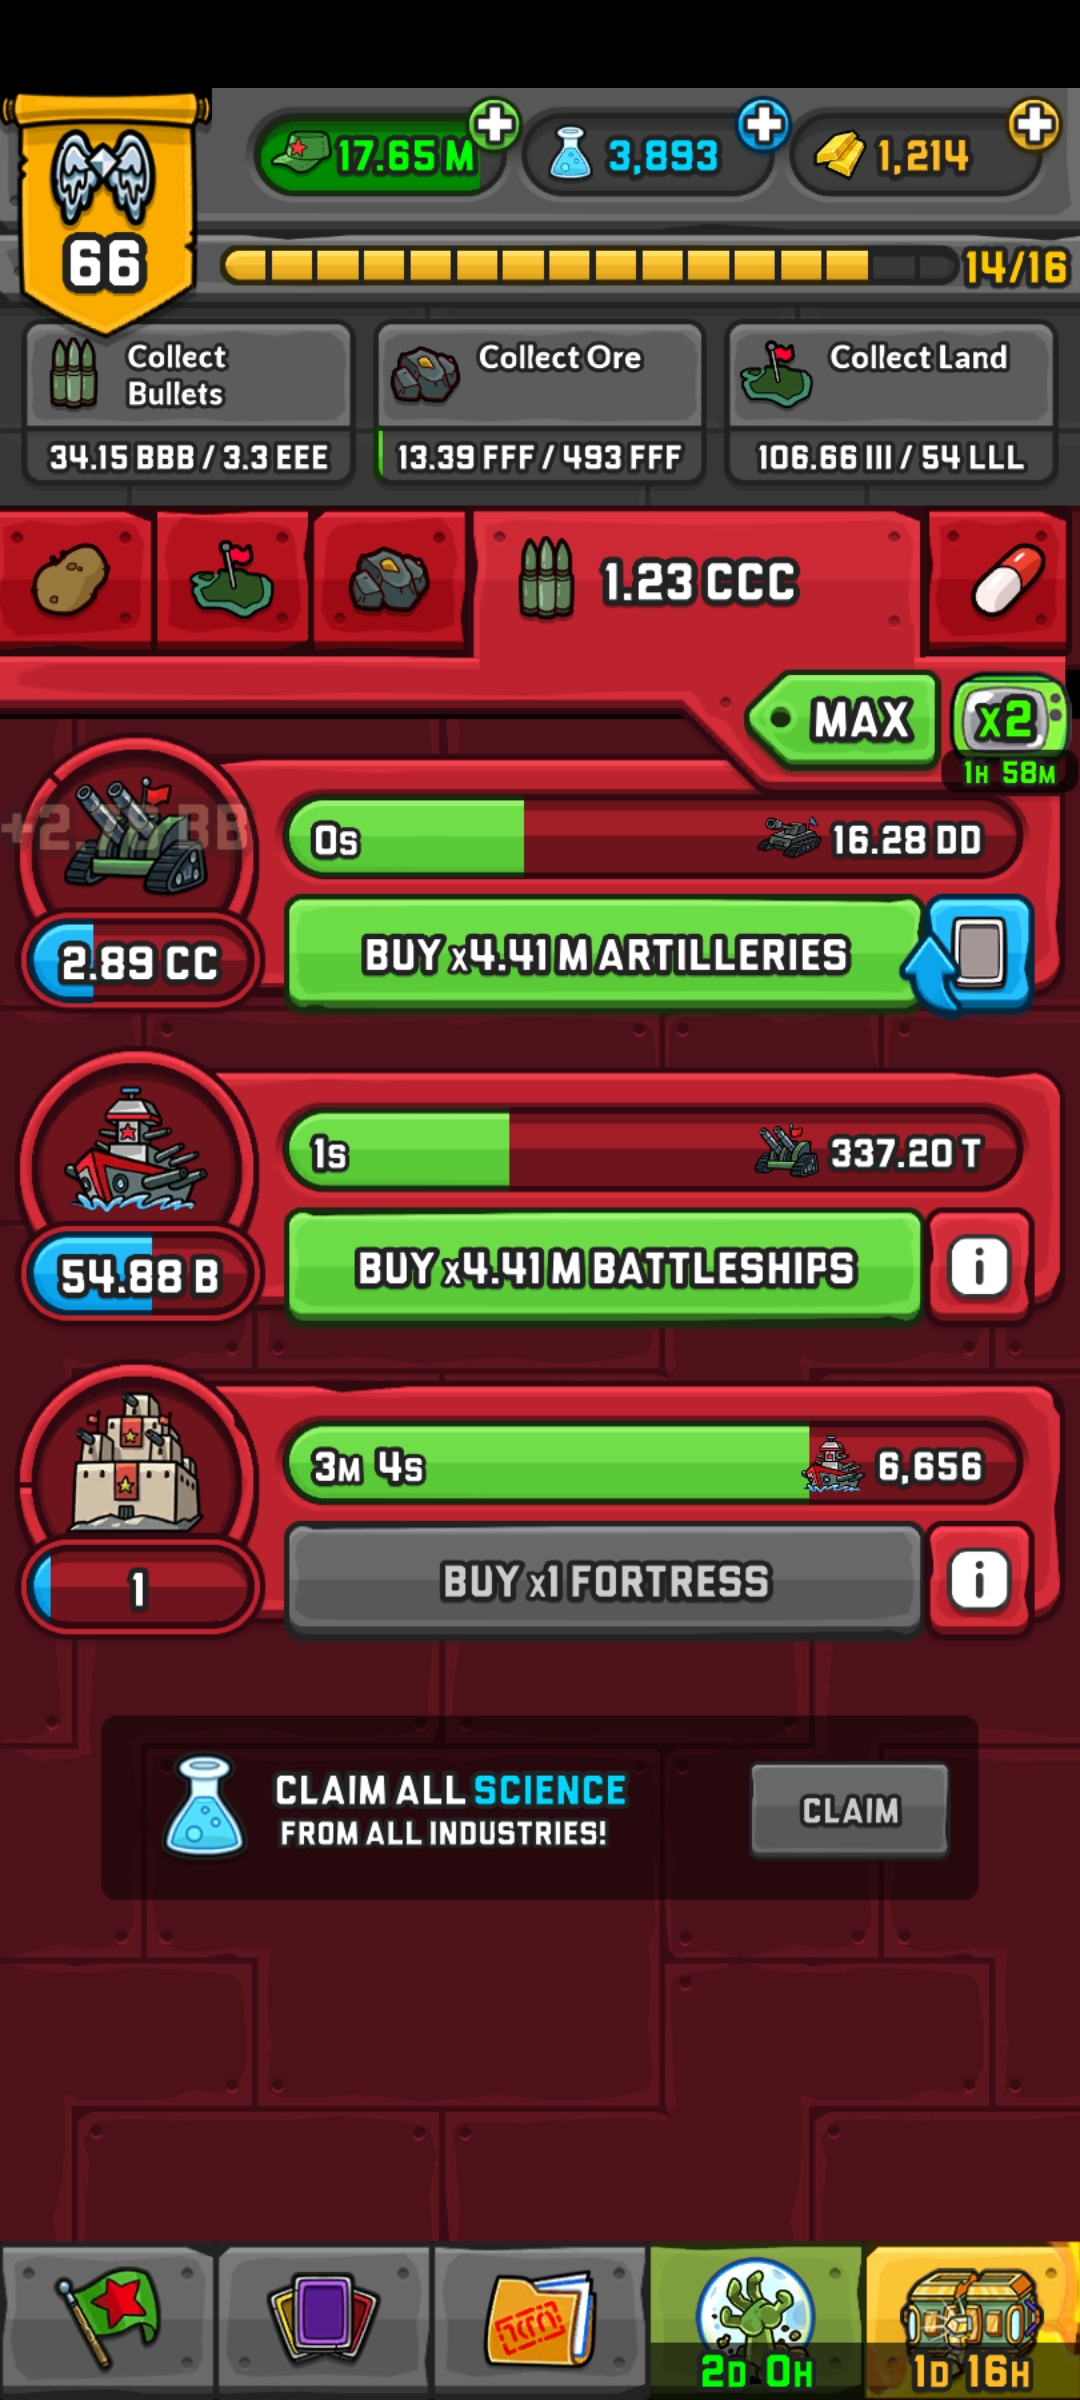 17.65 M
3,893
1,214
66
14/16
Collect
Bullets
Collect Ore
Collect Land
34.15 BBB / 3.3 EEE
13.39 FFF / 493 FFF
106.66 III / 54 LLL
1.23 CCC
MAX
x2
1H 58M
0s
16.28 DD
2.89 CC
BUY x4.41 M ARTILLERIES
1s
337.20 T
54.88 B
BUY x4.41 M BATTLESHIPS
i
3M 4s
6,656
1
BUY x1 FORTRESS
i
CLAIM ALL SCIENCE
FROM ALL INDUSTRIES!
CLAIM
2D 0H
1D 16H